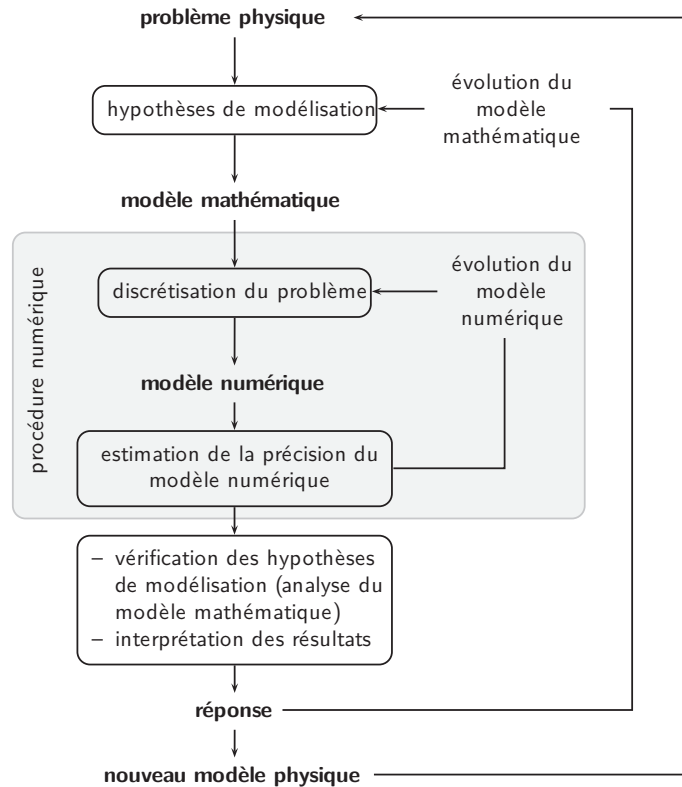 problème physique
hypothèses de modélisation
évolution du
modèle
mathématique
modèle mathématique
procédure numérique
discrétisation du problème
évolution du
modèle
numérique
modèle numérique
estimation de la précision du
modèle numérique
– vérification des hypothèses
de modélisation (analyse du
modèle mathématique)
– interprétation des résultats
réponse
nouveau modèle physique